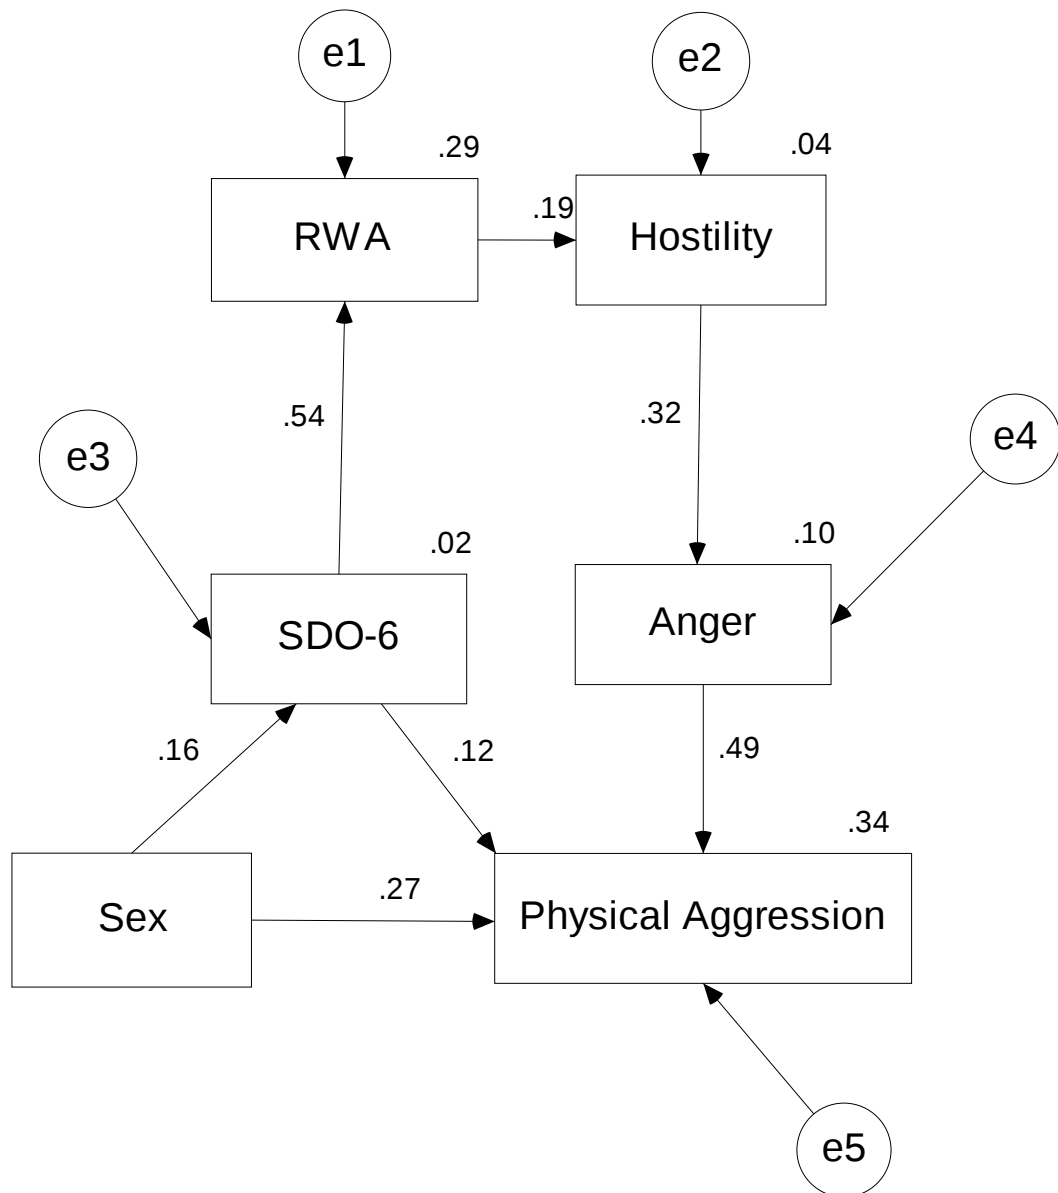 e1
e2
.29
.04
.19
RWA
Hostility
.54
.32
e3
e4
.02
.10
SDO-6
Anger
.16
.12
.49
.34
.27
Sex
Physical Aggression
e5